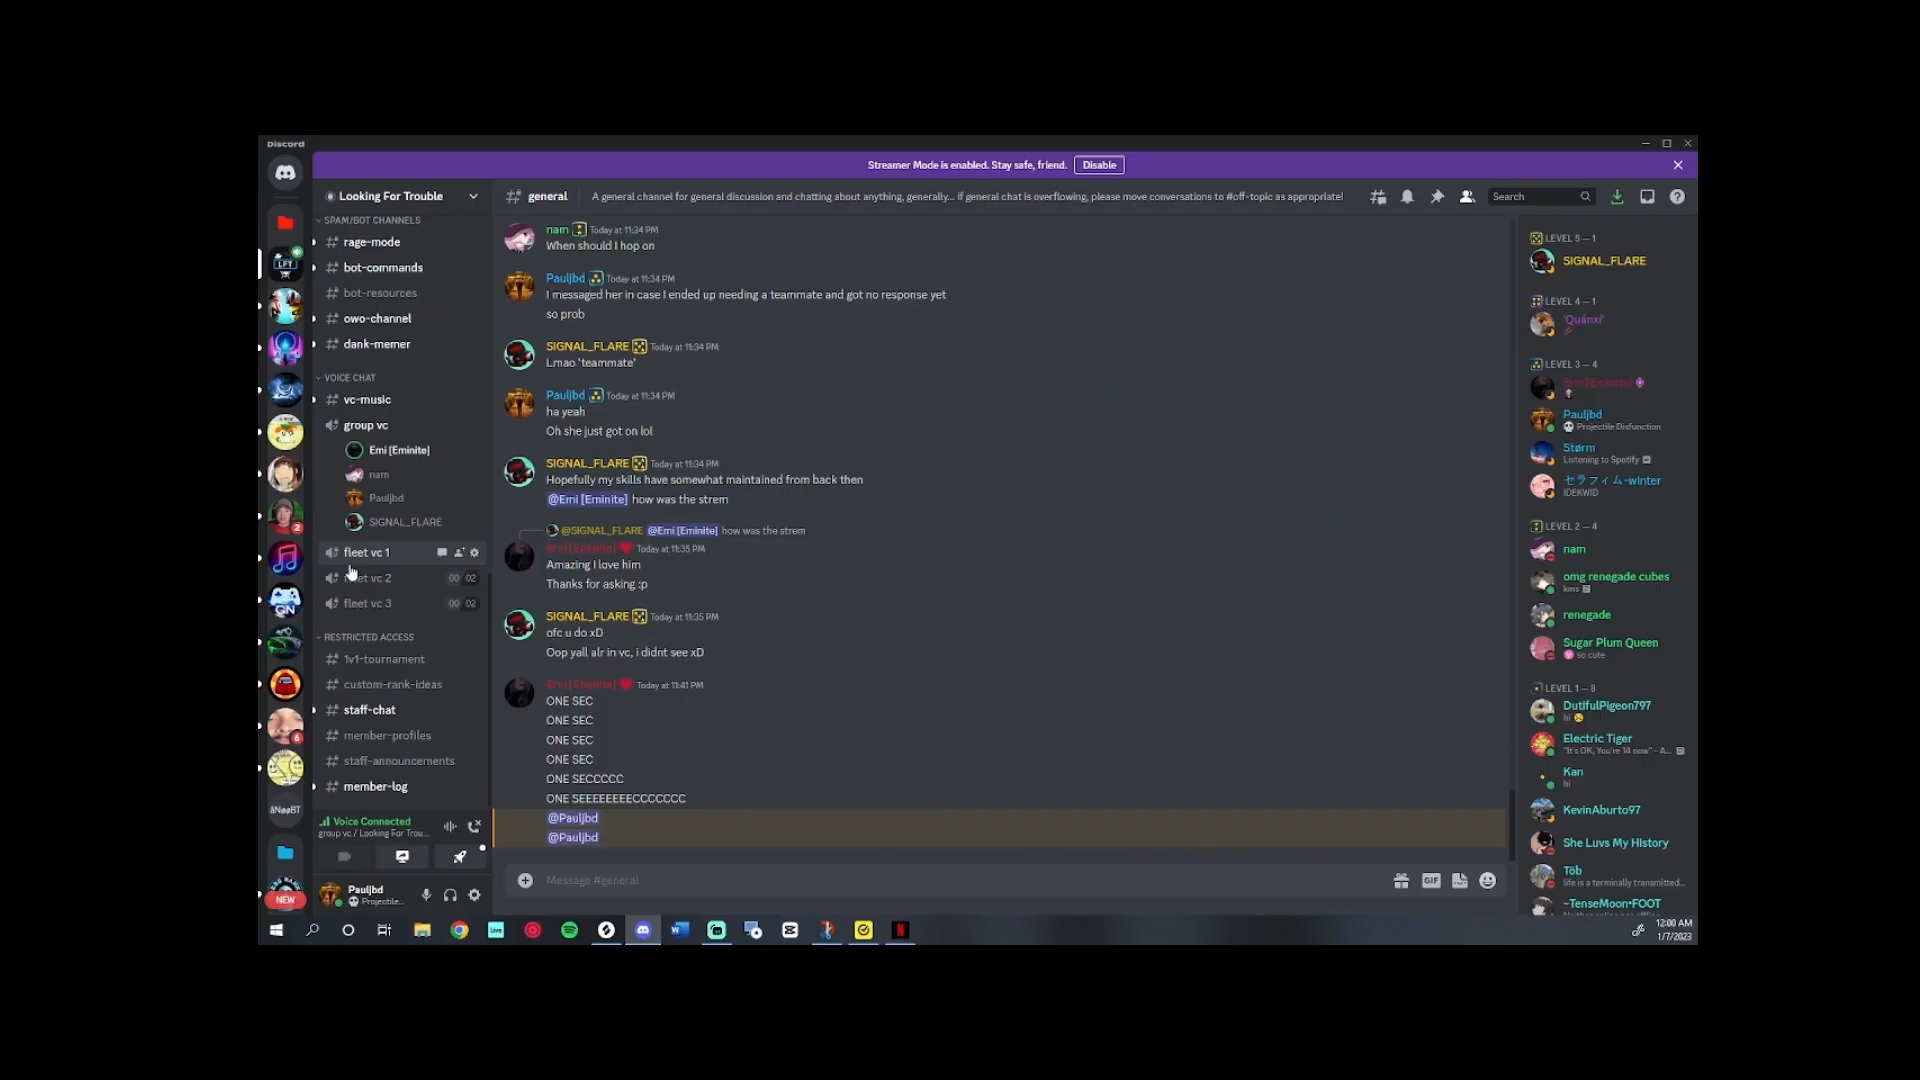 Discord
Streamer Mode is enabled. Stay safe, friend. Disable
Looking For Trouble
general
A general channel for general discussion and chatting about anything, generally... if general chat is overflowing, please move conversations to #off-topic as appropriate!
Search
SPAM/BOT CHANNELS
rage-mode
bot-commands
bot-resources
owo-channel
dank-memer
VOICE CHAT
vc-music
group vc
Emi [Eminite]
nam
Pauljbd
SIGNAL_FLARE
fleet vc 1
vc 2 00 02
fleet vc 3 00 02
RESTRICTED ACCESS
1v1-tournament
custom-rank-ideas
staff-chat
member-profiles
staff-announcements
member-log
Voice Connected
group vc / Looking For Trou...
Pauljbd
Projectile...
LFT
2
GN
6
NEW
nam Today at 11:34 PM
When should I hop on
Pauljbd Today at 11:34 PM
I messaged her in case I ended up needing a teammate and got no response yet
so prob
SIGNAL_FLARE Today at 11:34 PM
Lmao 'teammate'
Pauljbd Today at 11:34 PM
ha yeah
Oh she just got on lol
SIGNAL_FLARE Today at 11:34 PM
Hopefully my skills have somewhat maintained from back then
@Emi [Eminite] how was the strem
@SIGNAL_FLARE @Emi [Eminite] how was the strem
Emi [Eminite] Today at 11:35 PM
Amazing I love him
Thanks for asking :p
SIGNAL_FLARE Today at 11:35 PM
ofc u do xD
Oop yall alr in vc, i didnt see xD
Emi [Eminite] Today at 11:41 PM
ONE SEC
ONE SEC
ONE SEC
ONE SEC
ONE SECCCCC
ONE SEEEEEEEECCCCCCC
@Pauljbd
@Pauljbd
Message #general
GIF
LEVEL 5 — 1
SIGNAL_FLARE
LEVEL 4 — 1
'Quánxi'
LEVEL 3 — 4
Emi [Eminite]
Pauljbd
Projectile Disfunction
Størm
Listening to Spotify
セラフィム-winter
IDEKWID
LEVEL 2 — 4
nam
omg renegade cubes
kms
renegade
Sugar Plum Queen
so cute
LEVEL 1 — 8
DutifulPigeon797
hi
Electric Tiger
"It's OK, You're 14 now" - A...
Kan
hi
KevinAburto97
She Luvs My History
Töb
life is a terminally transmitted...
~TenseMoon•FOOT
12:00 AM
1/7/2023